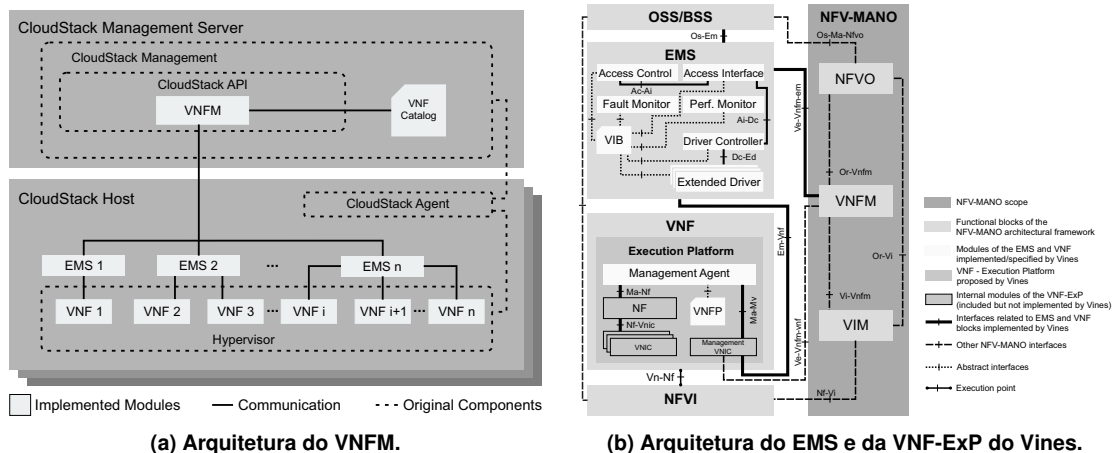 CloudStack Management Server
CloudStack Management
CloudStack API
VNFM
VNF
Catalog
CloudStack Host
CloudStack Agent
EMS 1
EMS 2
...
EMS n
VNF 1
VNF 2
VNF 3
...
VNF i
VNF i+1
...
VNF n
Hypervisor
Implemented Modules
Communication
Original Components
(a) Arquitetura do VNFM.
OSS/BSS
NFV-MANO
Os-Em
Os-Ma-Nfvo
EMS
Access Control
Access Interface
Ac-Ai
Fault Monitor
Perf. Monitor
Ai-Dc
VIB
Driver Controller
Dc-Ed
Extended Driver
Ve-Vnfm-em
NFVO
Or-Vnfm
VNFM
Or-Vi
Vi-Vnfm
VIM
VNF
Execution Platform
Management Agent
Ma-Nf
NF
VNFP
Nf-Vnic
VNIC
Management
VNIC
Ma-Mv
Em-Vnf
Ve-Vnfm-vnf
Vn-Nf
NFVI
Nf-Vi
NFV-MANO scope
Functional blocks of the
NFV-MANO architectural framework
Modules of the EMS and VNF
implemented/specified by Vines
VNF - Execution Platform
proposed by Vines
Internal modules of the VNF-ExP
(included but not implemented by Vines)
Interfaces related to EMS and VNF
blocks implemented by Vines
Other NFV-MANO interfaces
Abstract interfaces
Execution point
(b) Arquitetura do EMS e da VNF-ExP do Vines.